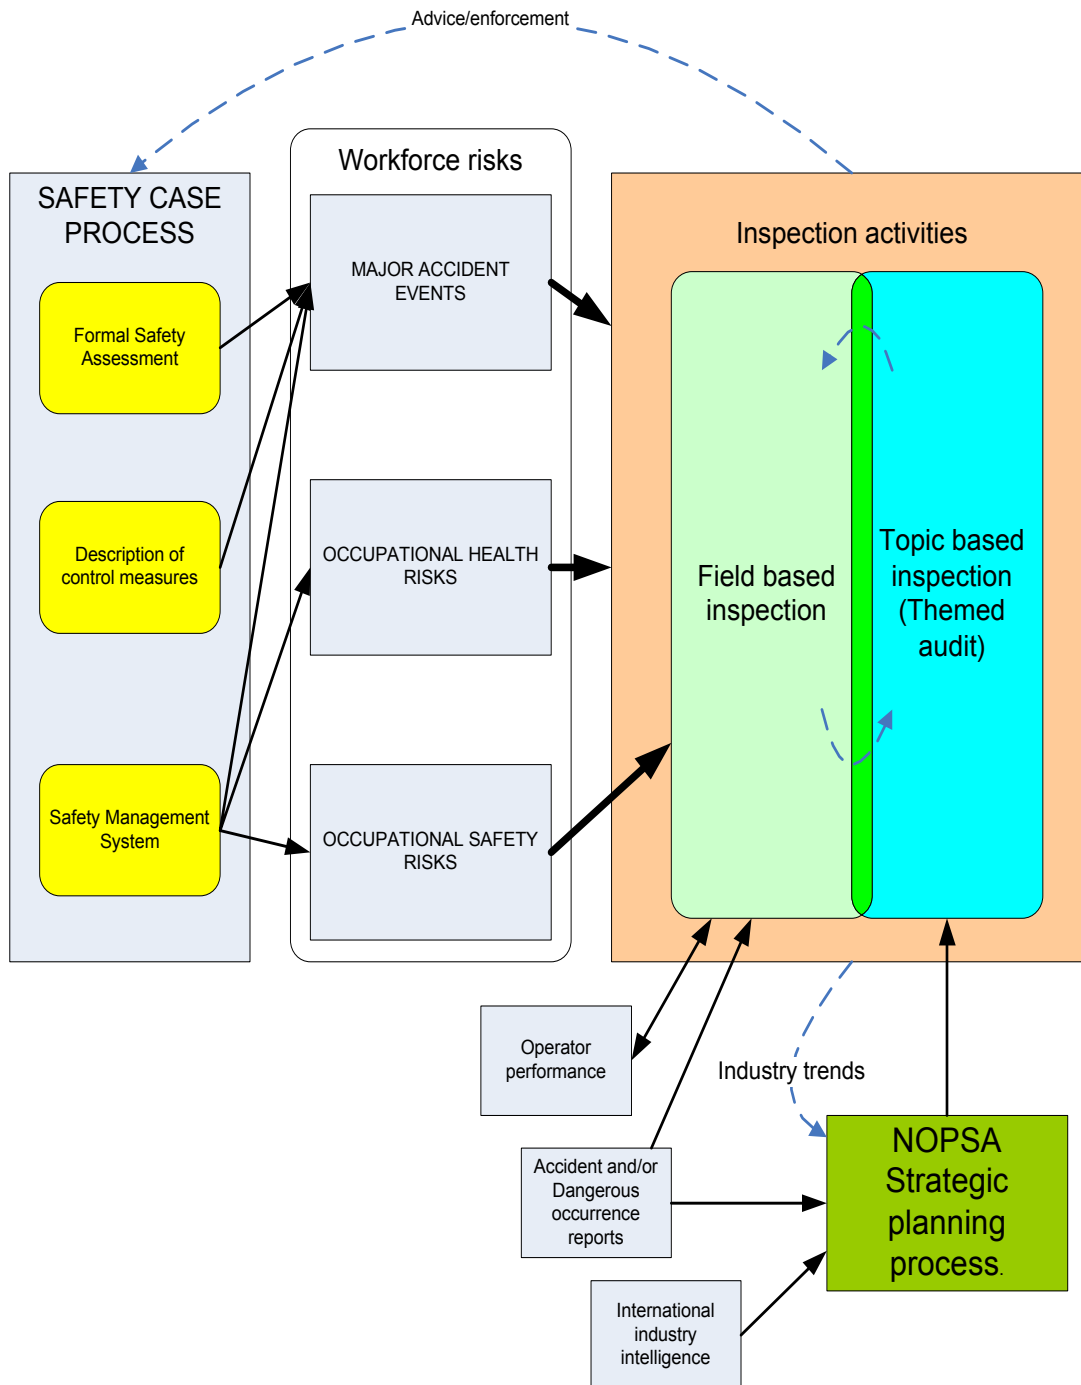 Advice/enforcement
SAFETY CASE
PROCESS
Formal Safety
Assessment
Description of
control measures
Safety Management
System
Workforce risks
MAJOR ACCIDENT
EVENTS
OCCUPATIONAL HEALTH
RISKS
OCCUPATIONAL SAFETY
RISKS
Inspection activities
Field based
inspection
Topic based
inspection
(Themed
audit)
Operator
performance
Industry trends
Accident and/or
Dangerous
occurrence
reports
NOPSA
Strategic
planning
process.
International
industry
intelligence